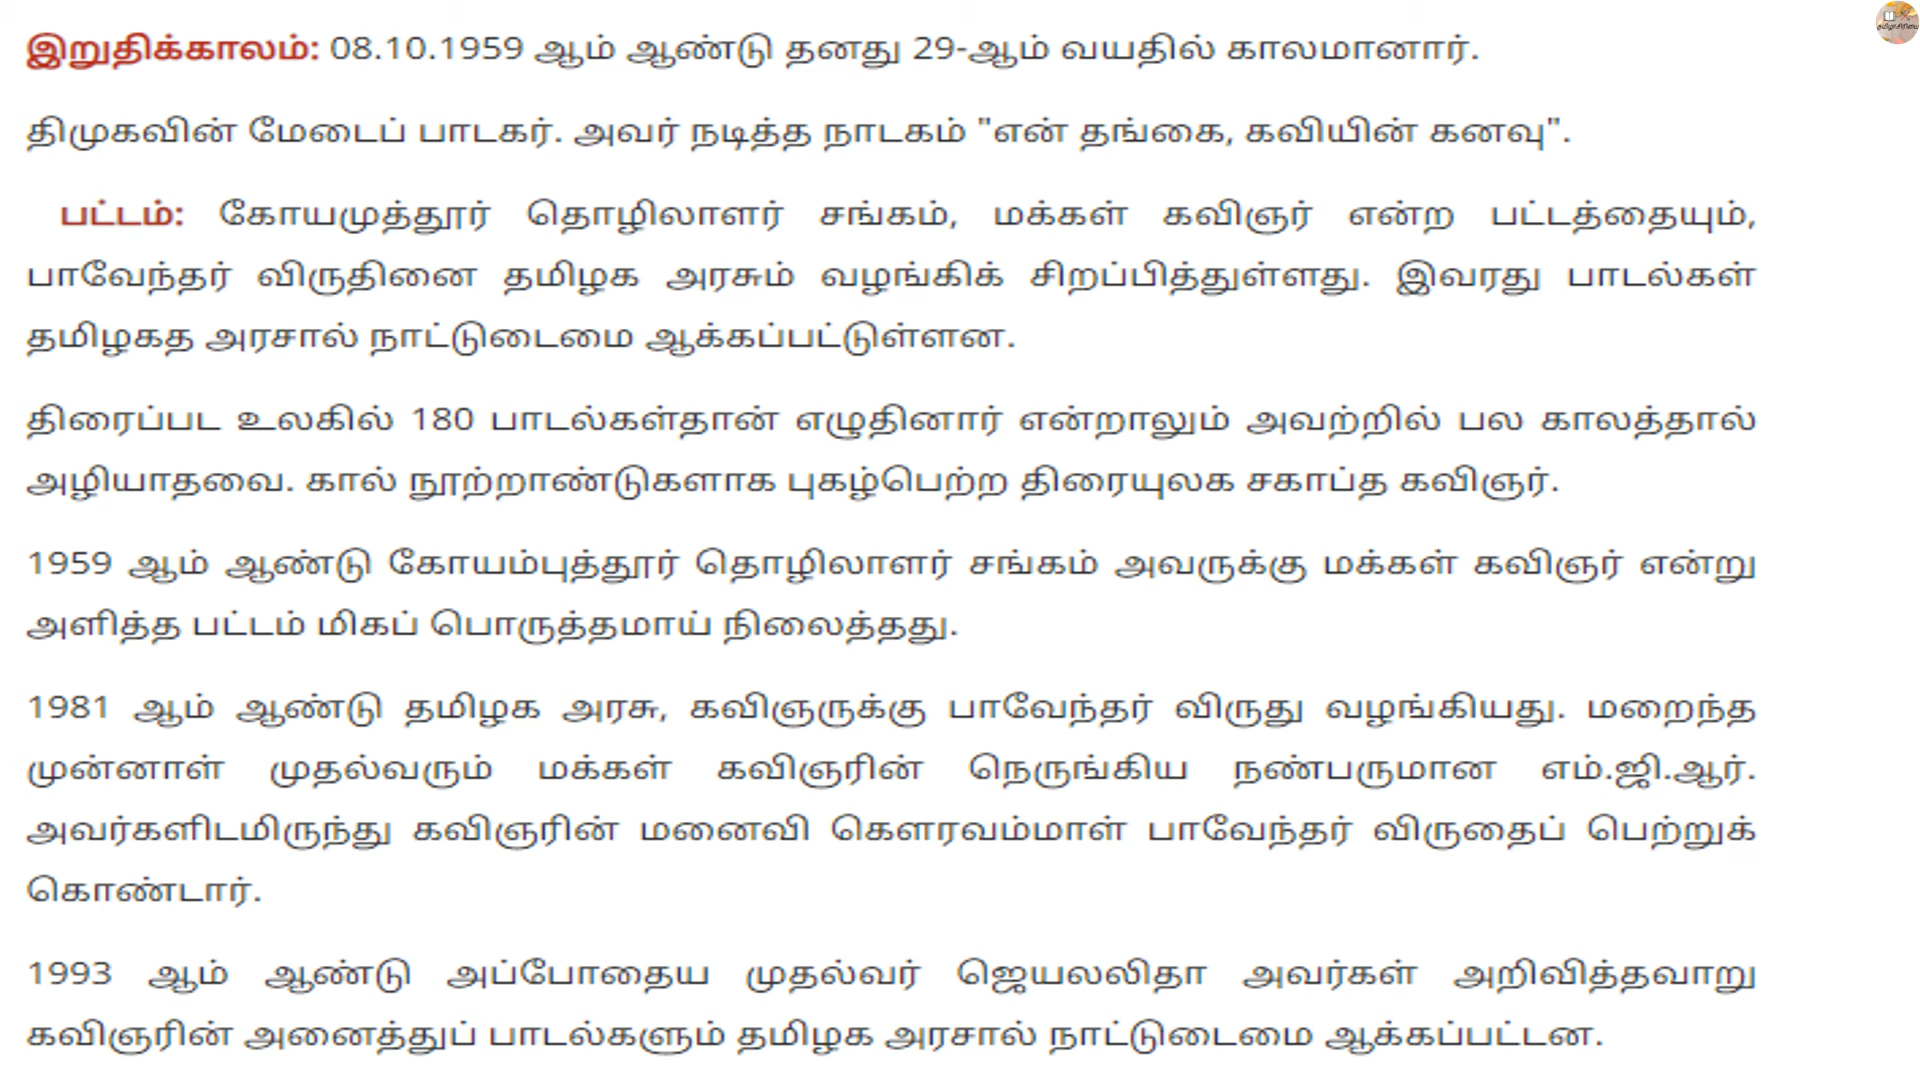 இறுதிக்காலம்: 08.10.1959 ஆம் ஆண்டு தனது 29-ஆம் வயதில் காலமானார்.
திமுகவின் மேடைப் பாடகர். அவர் நடித்த நாடகம் "என் தங்கை, கவியின் கனவு".
பட்டம்: கோயமுத்தூர் தொழிலாளர் சங்கம், மக்கள் கவிஞர் என்ற பட்டத்தையும்,
பாவேந்தர் விருதினை தமிழக அரசும் வழங்கிக் சிறப்பித்துள்ளது. இவரது பாடல்கள்
தமிழகத அரசால் நாட்டுடைமை ஆக்கப்பட்டுள்ளன.
திரைப்பட உலகில் 180 பாடல்கள்தான் எழுதினார் என்றாலும் அவற்றில் பல காலத்தால்
அழியாதவை. கால் நூற்றாண்டுகளாக புகழ்பெற்ற திரையுலக சகாப்த கவிஞர்.
1959 ஆம் ஆண்டு கோயம்புத்தூர் தொழிலாளர் சங்கம் அவருக்கு மக்கள் கவிஞர் என்று
அளித்த பட்டம் மிகப் பொருத்தமாய் நிலைத்தது.
1981 ஆம் ஆண்டு தமிழக அரசு, கவிஞருக்கு பாவேந்தர் விருது வழங்கியது. மறைந்த
முன்னாள் முதல்வரும் மக்கள் கவிஞரின் நெருங்கிய நண்பருமான எம்.ஜி.ஆர்.
அவர்களிடமிருந்து கவிஞரின் மனைவி கௌரவம்மாள் பாவேந்தர் விருதைப் பெற்றுக்
கொண்டார்.
1993 ஆம் ஆண்டு அப்போதைய முதல்வர் ஜெயலலிதா அவர்கள் அறிவித்தவாறு
கவிஞரின் அனைத்துப் பாடல்களும் தமிழக அரசால் நாட்டுடைமை ஆக்கப்பட்டன.